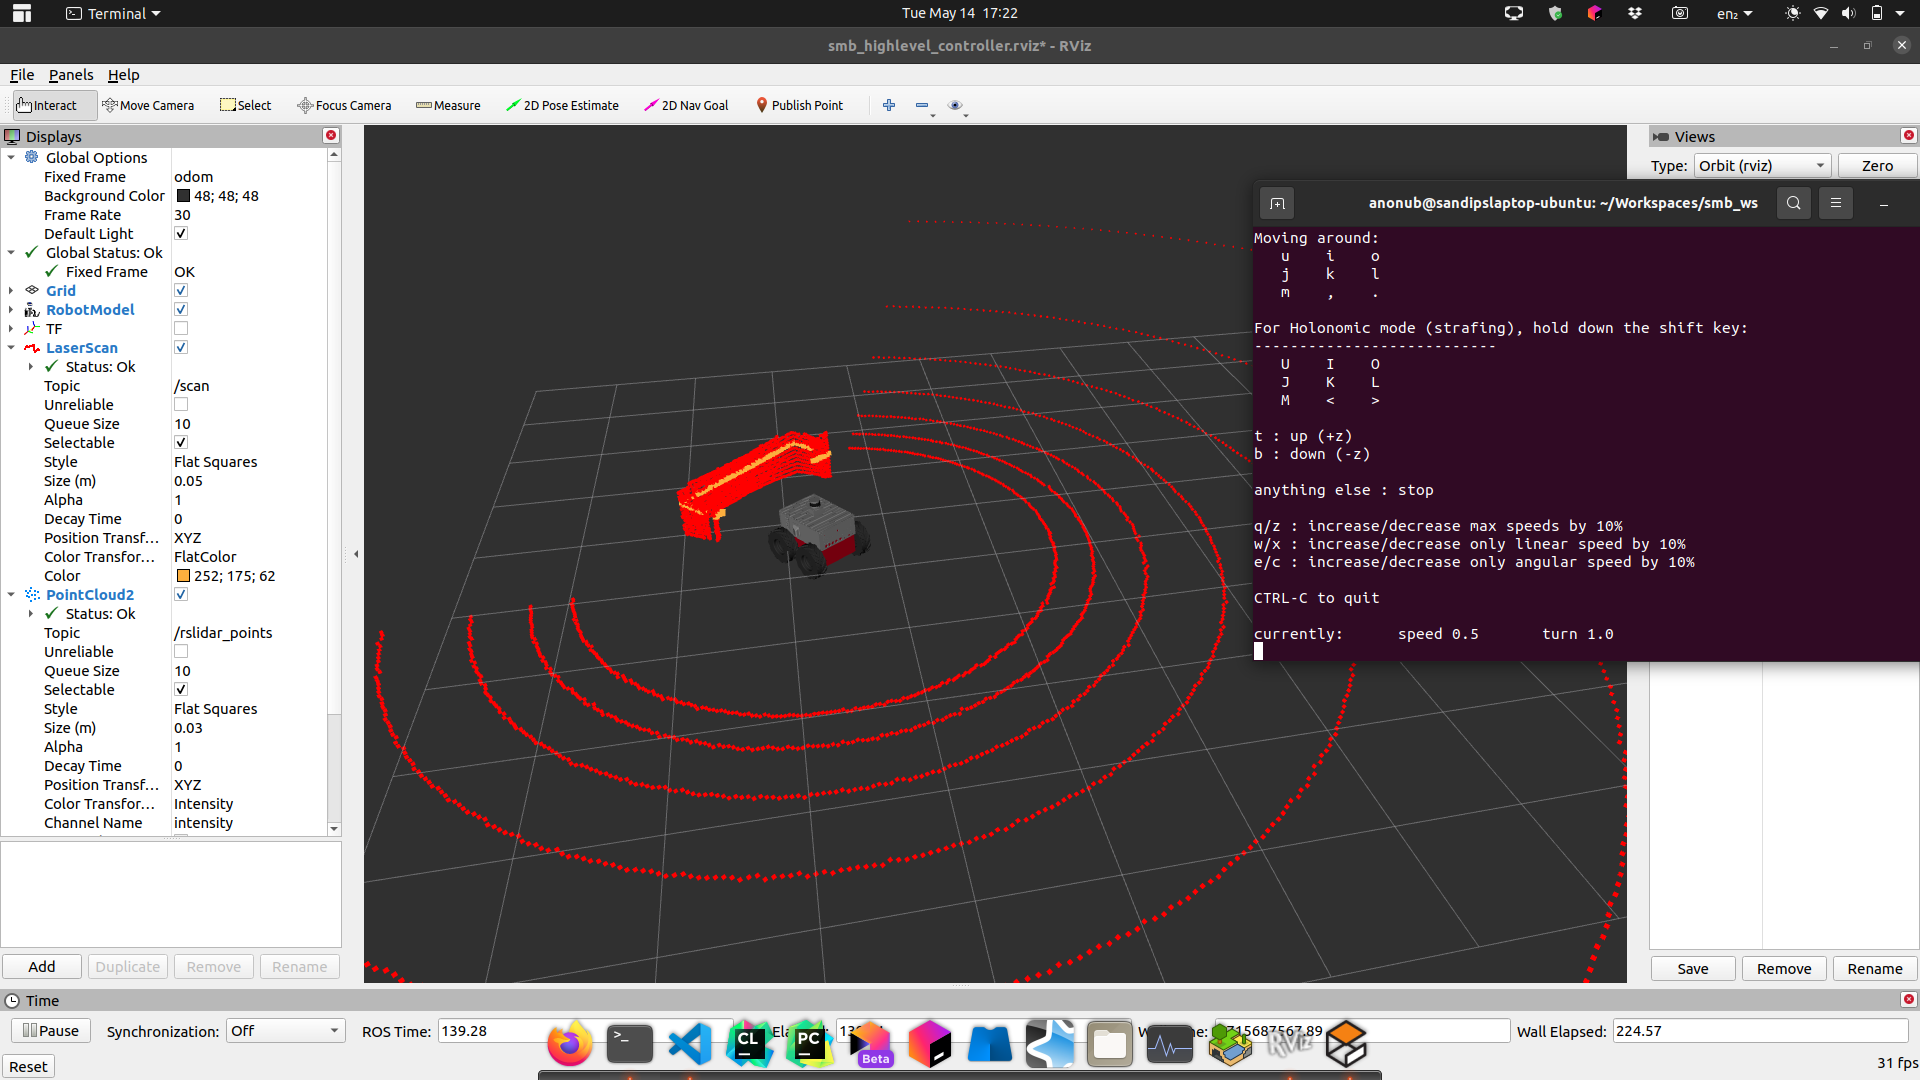 Terminal
Tue May 14  17:22
en₂
smb_highlevel_controller.rviz* - RViz
File Panels Help
Interact Move Camera Select Focus Camera Measure 2D Pose Estimate 2D Nav Goal Publish Point
Displays
Global Options
Fixed Frame odom
Background Color 48; 48; 48
Frame Rate 30
Default Light
Global Status: Ok
Fixed Frame OK
Grid
RobotModel
TF
LaserScan
Status: Ok
Topic /scan
Unreliable
Queue Size 10
Selectable
Style Flat Squares
Size (m) 0.05
Alpha 1
Decay Time 0
Position Transf... XYZ
Color Transfor... FlatColor
Color 252; 175; 62
PointCloud2
Status: Ok
Topic /rslidar_points
Unreliable
Queue Size 10
Selectable
Style Flat Squares
Size (m) 0.03
Alpha 1
Decay Time 0
Position Transf... XYZ
Color Transfor... Intensity
Channel Name intensity
Add Duplicate Remove Rename
Views
Type: Orbit (rviz) Zero
anonub@sandipslaptop-ubuntu: ~/Workspaces/smb_ws
Moving around:
u i o
j k l
m , .
For Holonomic mode (strafing), hold down the shift key:
---------------------------
U I O
J K L
M < >
t : up (+z)
b : down (-z)
anything else : stop
q/z : increase/decrease max speeds by 10%
w/x : increase/decrease only linear speed by 10%
e/c : increase/decrease only angular speed by 10%
CTRL-C to quit
currently: speed 0.5 turn 1.0
Save Remove Rename
Time
Pause Synchronization: Off ROS Time: 139.28 Wall Elapsed: 224.57
CL PC Beta RViz
Reset
31 fps